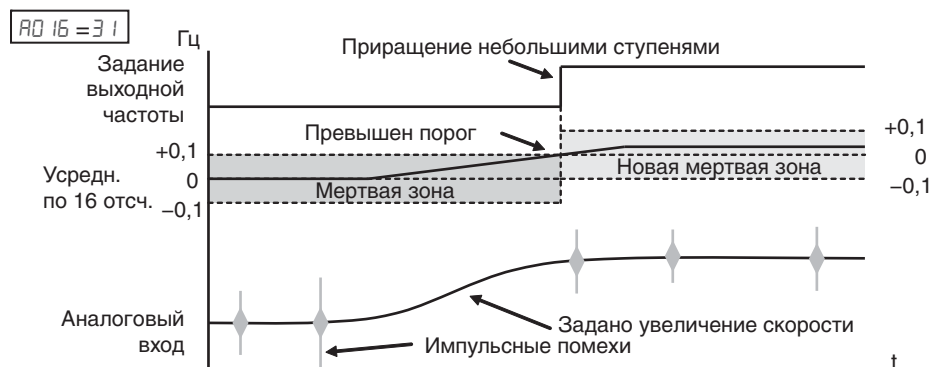 A016=31
Гц
Приращение небольшими ступенями
Задание
выходной
частоты
Превышен порог
+0,1
+0,1
0
Усредн.
0
Мертвая зона
Новая мертвая зона
−0,1
по 16 отсч.
−0,1
Аналоговый
вход
Задано увеличение скорости
Импульсные помехи
t